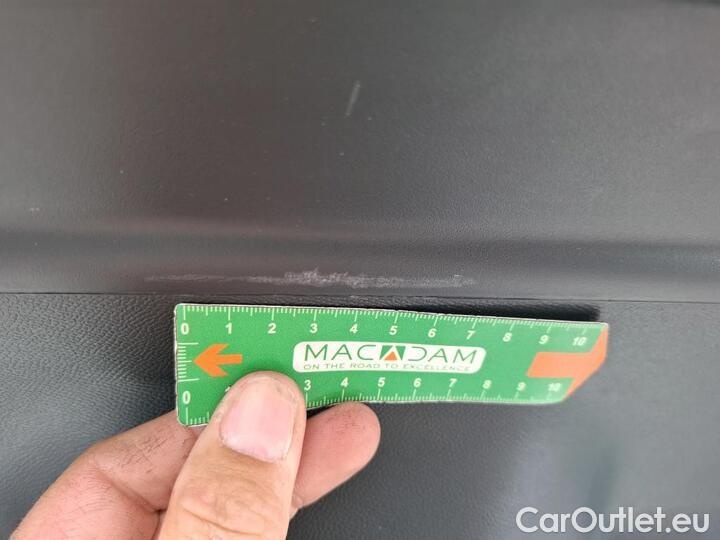 0 1 2 3 4 5 6 7 8 9 10
MACADAM
ON THE ROAD TO EXCELLENCE
0 1 3 4 5 6 7 8 9 10
CarOutlet.eu